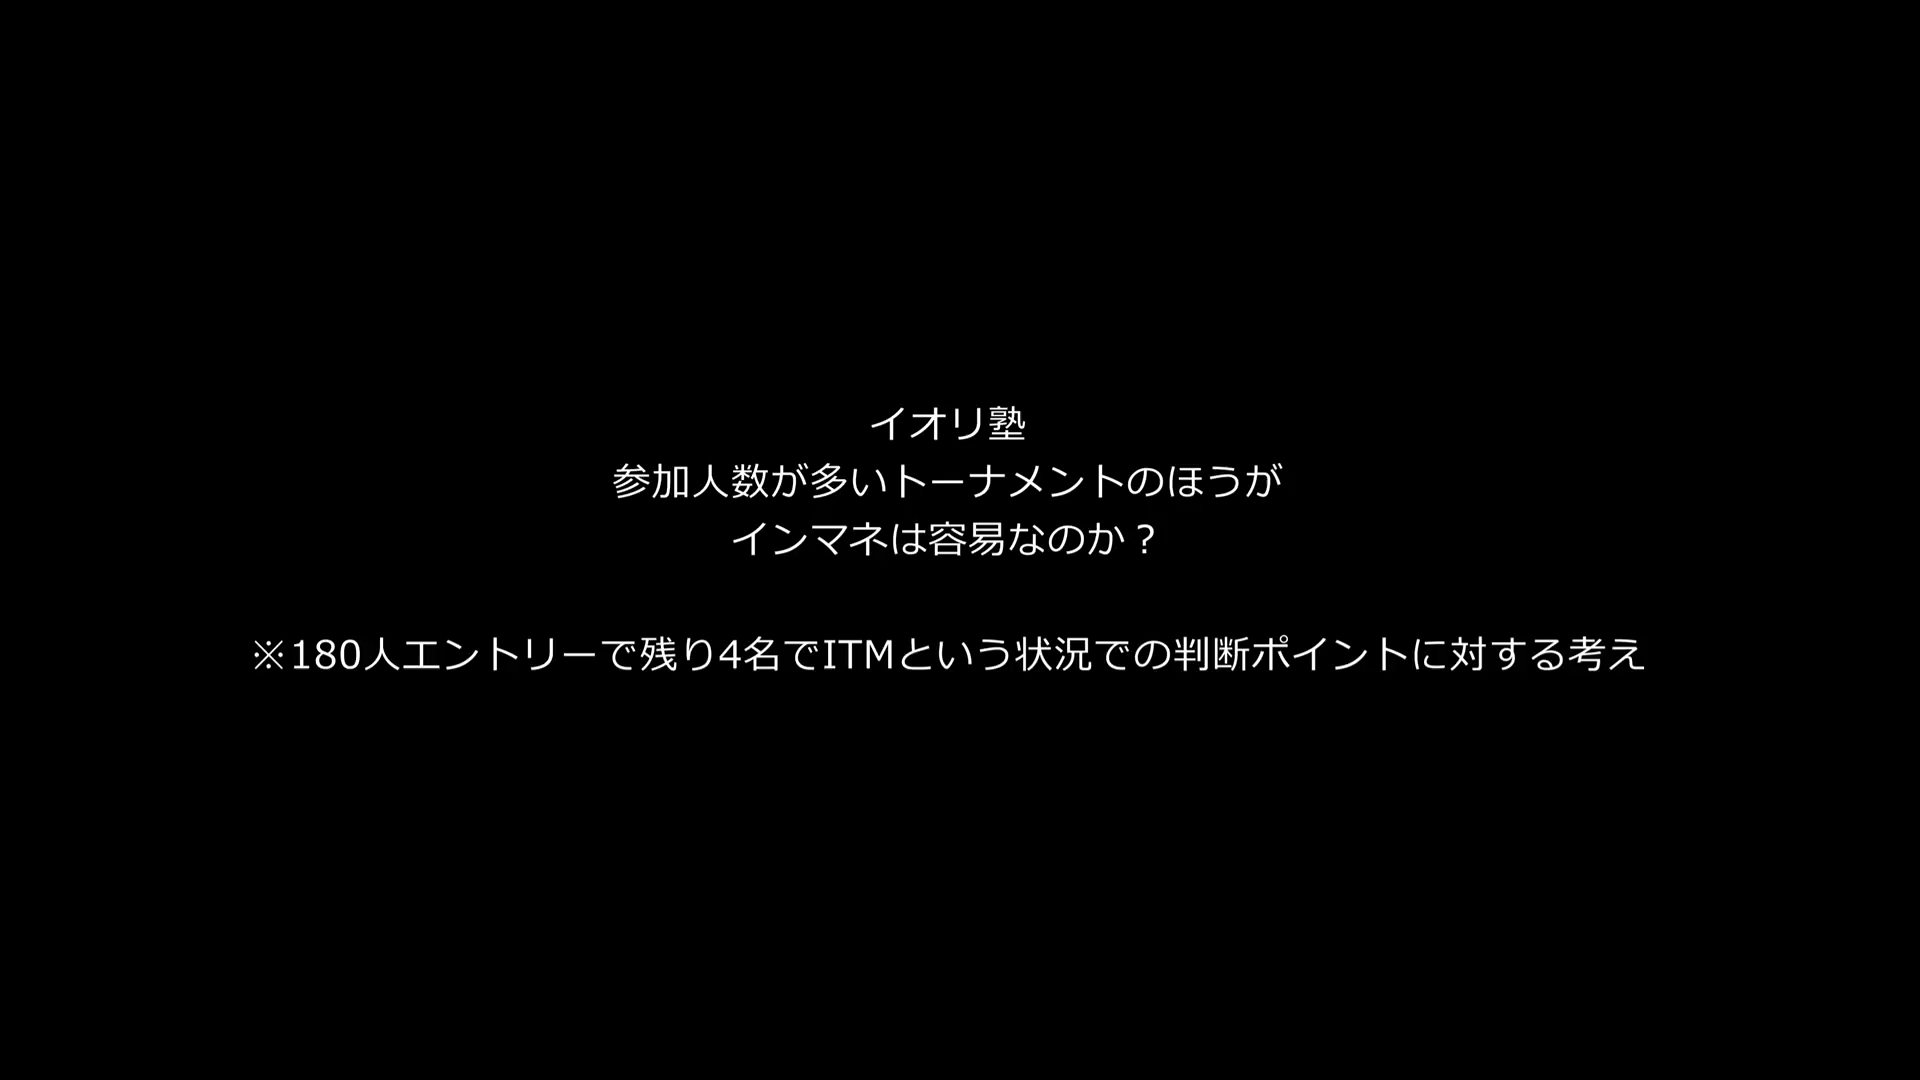 イオリ塾
参加人数が多いトーナメントのほうが
インマネは容易なのか？
※180人エントリーで残り4名でITMという状況での判断ポイントに対する考え